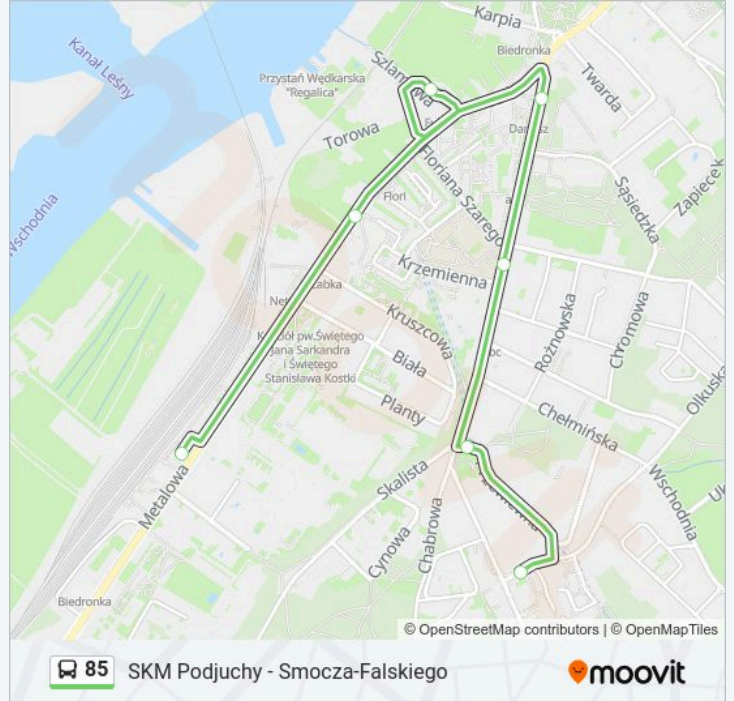 Karpia
Biedronka
Kanał Leśny
Szlamowa
Przystań Wędkarska
"Regalica"
Twarda
Torowa
Floriana Szarego
Sąsiedzka
Zapiecek
Flori
Wschodnia
Krzemienna
Kruszcowa
Rożnowska
Chromowa
Kościół pw.Świętego
Jana Sarkandra
i Świętego
Stanisława Kostki
Biała
Planty
Olkuska
Chełmińska
Skalista
Wschodnia
Metalowa
Chabrowa
Cynowa
Biedronka
© OpenStreetMap contributors | © OpenMapTiles
85 SKM Podjuchy - Smocza-Falskiego
moovit